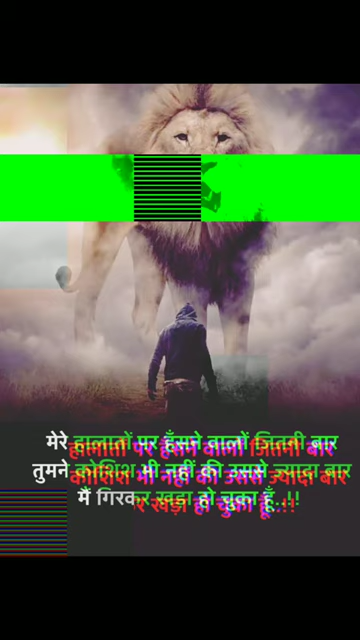 मेरे हालातों पर हँसने वालों जितनी बार
तुमने कोशिश भी नहीं की उससे ज्यादा बार
मैं गिरकर खड़ा हो चुका हूँ..!!